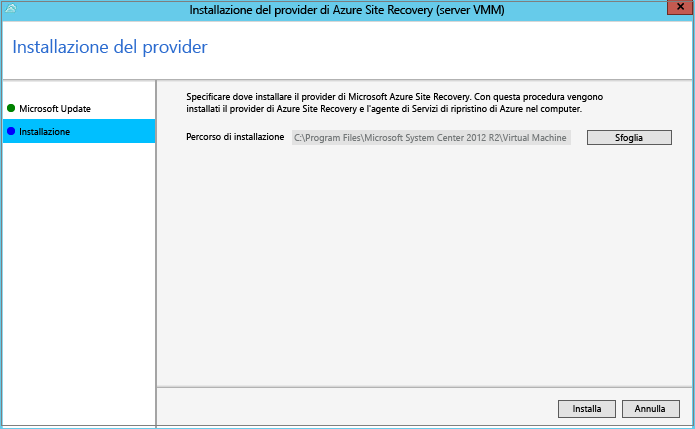 Installazione del provider di Azure Site Recovery (server VMM)
Installazione del provider
Microsoft Update
Installazione
Specificare dove installare il provider di Microsoft Azure Site Recovery. Con questa procedura vengono
installati il provider di Azure Site Recovery e l'agente di Servizi di ripristino di Azure nel computer.
Percorso di installazione C:\Program Files\Microsoft System Center 2012 R2\Virtual Machine Sfoglia
Installa Annulla